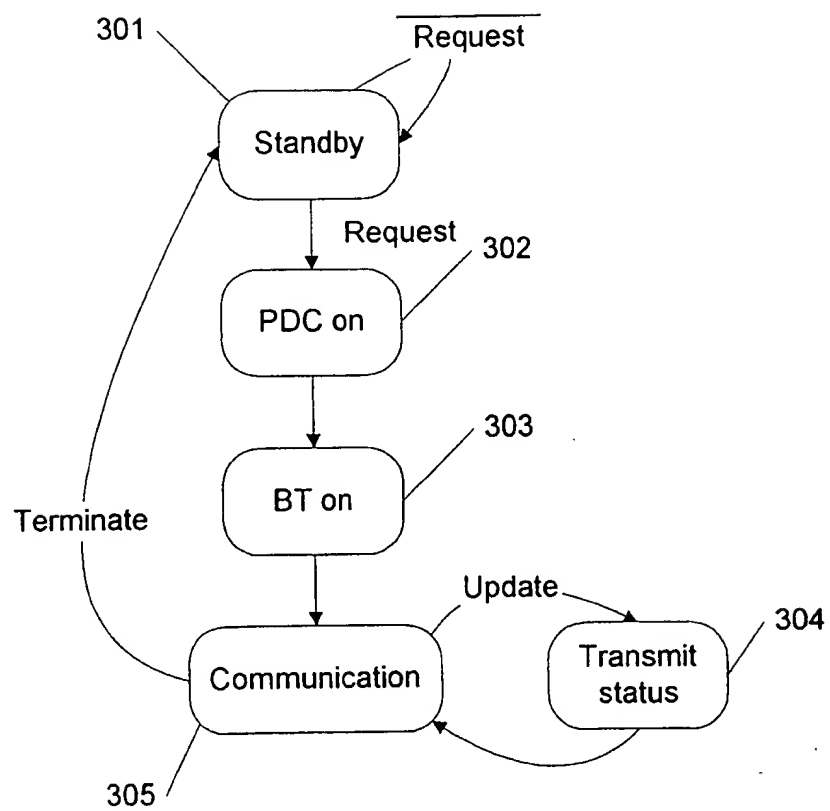 301
Request
Standby
Request
302
PDC on
303
BT on
Terminate
Update
304
Communication
Transmit
status
305